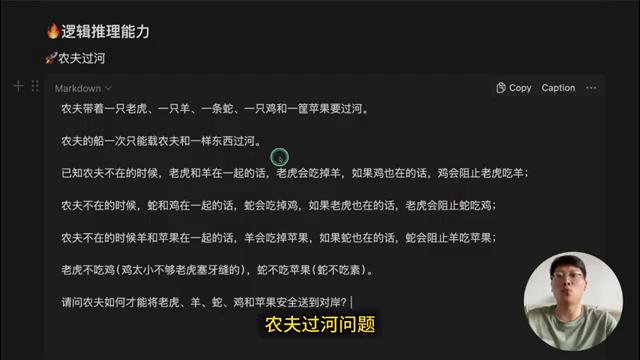 🔥逻辑推理能力
🚀农夫过河
Markdown
Copy Caption
农夫带着一只老虎、一只羊、一条蛇、一只鸡和一筐苹果要过河。
农夫的船一次只能载农夫和一样东西过河。
已知农夫不在的时候，老虎和羊在一起的话，老虎会吃掉羊，如果鸡也在的话，鸡会阻止老虎吃羊；
农夫不在的时候，蛇和鸡在一起的话，蛇会吃掉鸡，如果老虎也在的话，老虎会阻止蛇吃鸡；
农夫不在的时候羊和苹果在一起的话，羊会吃掉苹果，如果蛇也在的话，蛇会阻止羊吃苹果；
老虎不吃鸡(鸡太小不够老虎塞牙缝的)，蛇不吃苹果(蛇不吃素)。
请问农夫如何才能将老虎、羊、蛇、鸡和苹果安全送到对岸?
农夫过河问题